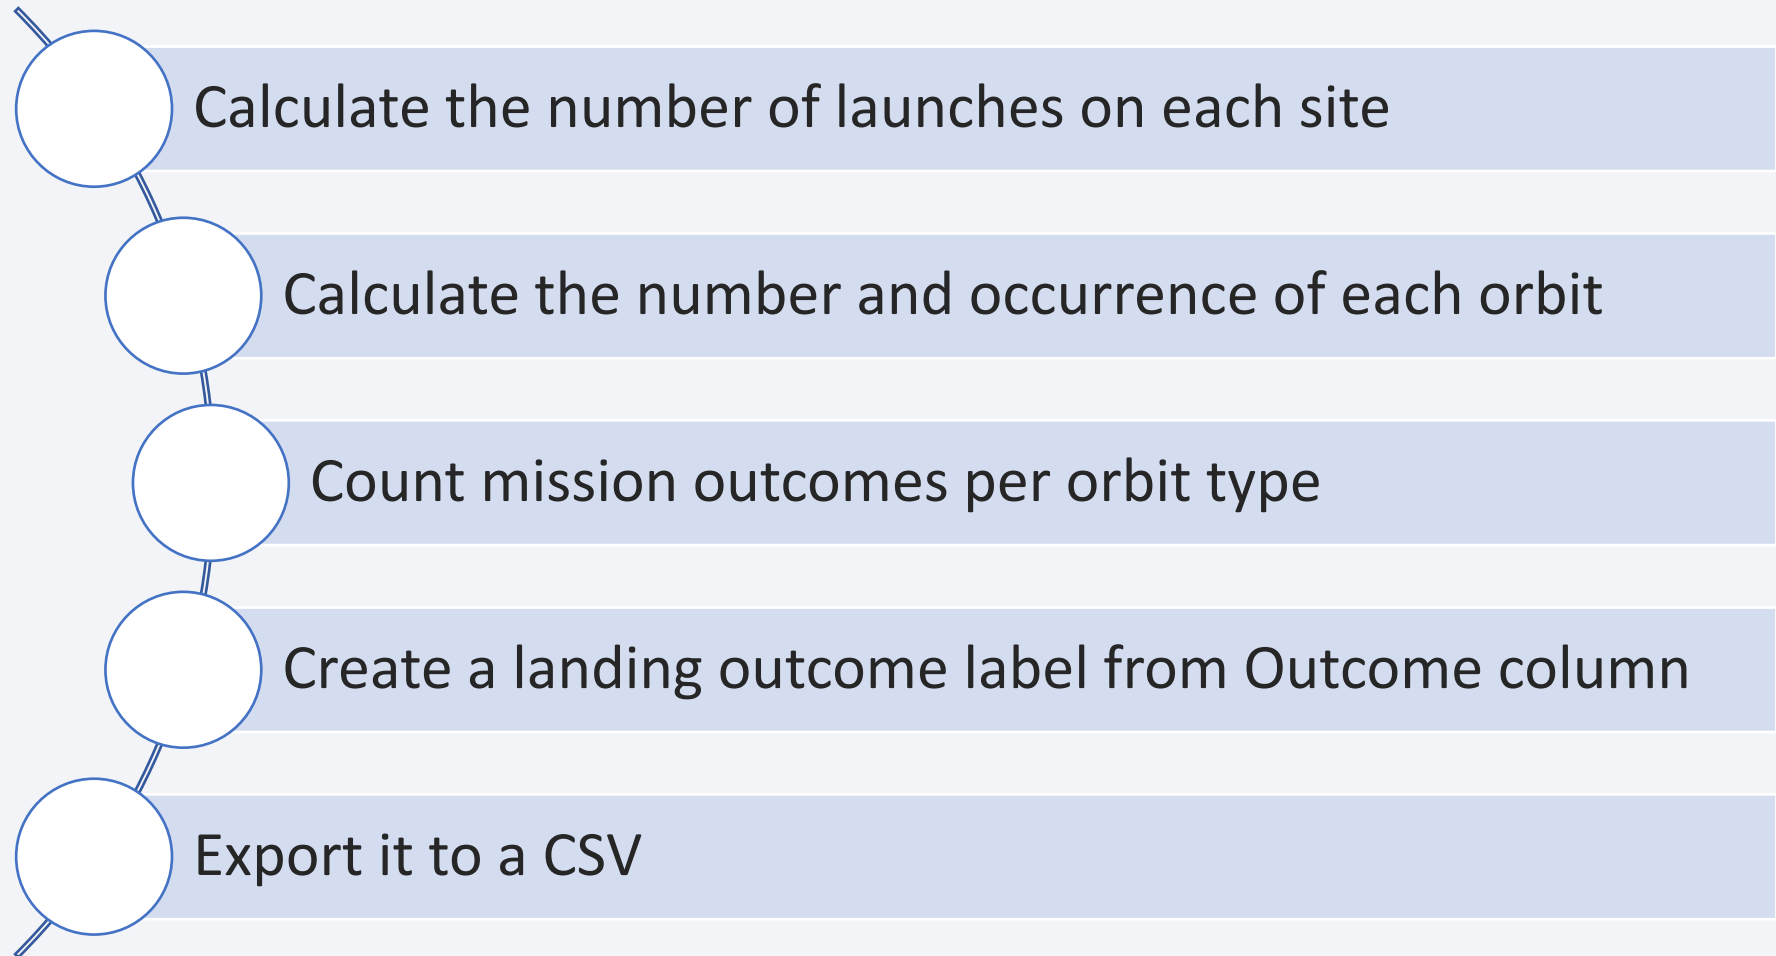 Calculate the number of launches on each site
Calculate the number and occurrence of each orbit
Count mission outcomes per orbit type
Create a landing outcome label from Outcome column
Export it to a CSV